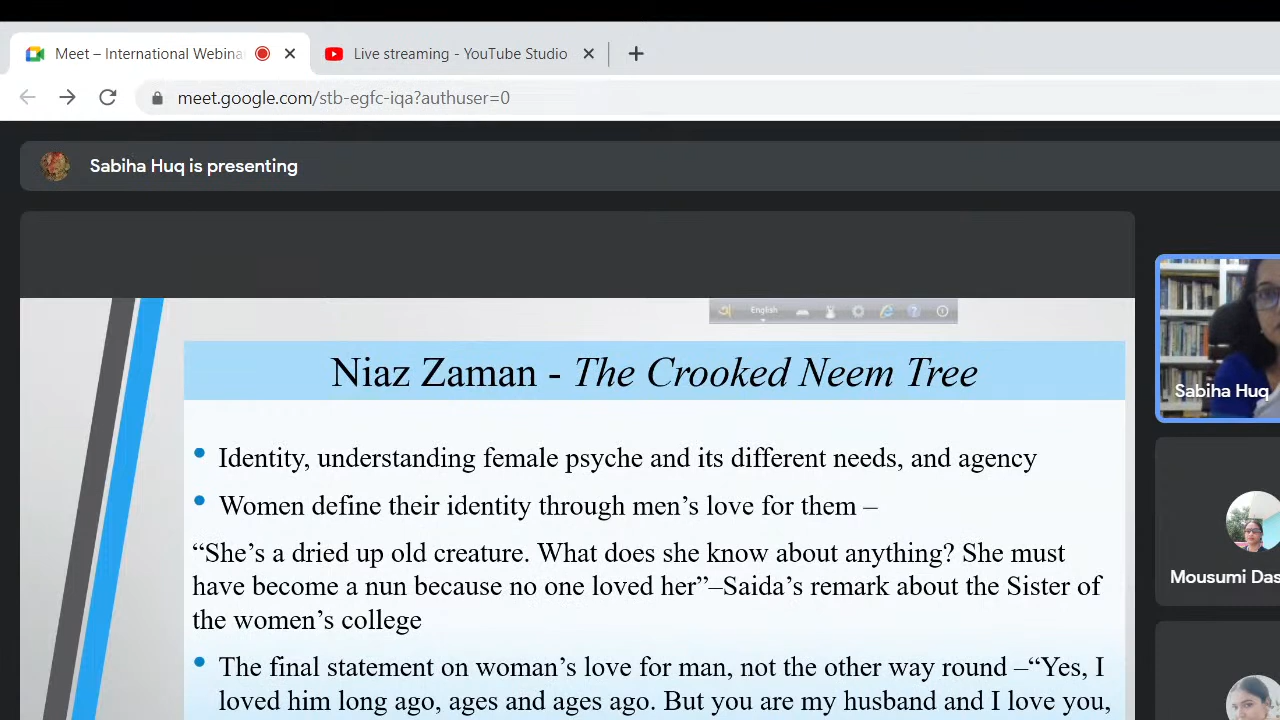 Meet – International Webina
Live streaming - YouTube Studio
meet.google.com/stb-egfc-iqa?authuser=0
Sabiha Huq is presenting
English
Niaz Zaman - The Crooked Neem Tree
• Identity, understanding female psyche and its different needs, and agency
• Women define their identity through men’s love for them –
“She’s a dried up old creature. What does she know about anything? She must
have become a nun because no one loved her”–Saida’s remark about the Sister of
the women’s college
• The final statement on woman’s love for man, not the other way round –“Yes, I
loved him long ago, ages and ages ago. But you are my husband and I love you,
Sabiha Huq
Mousumi Das